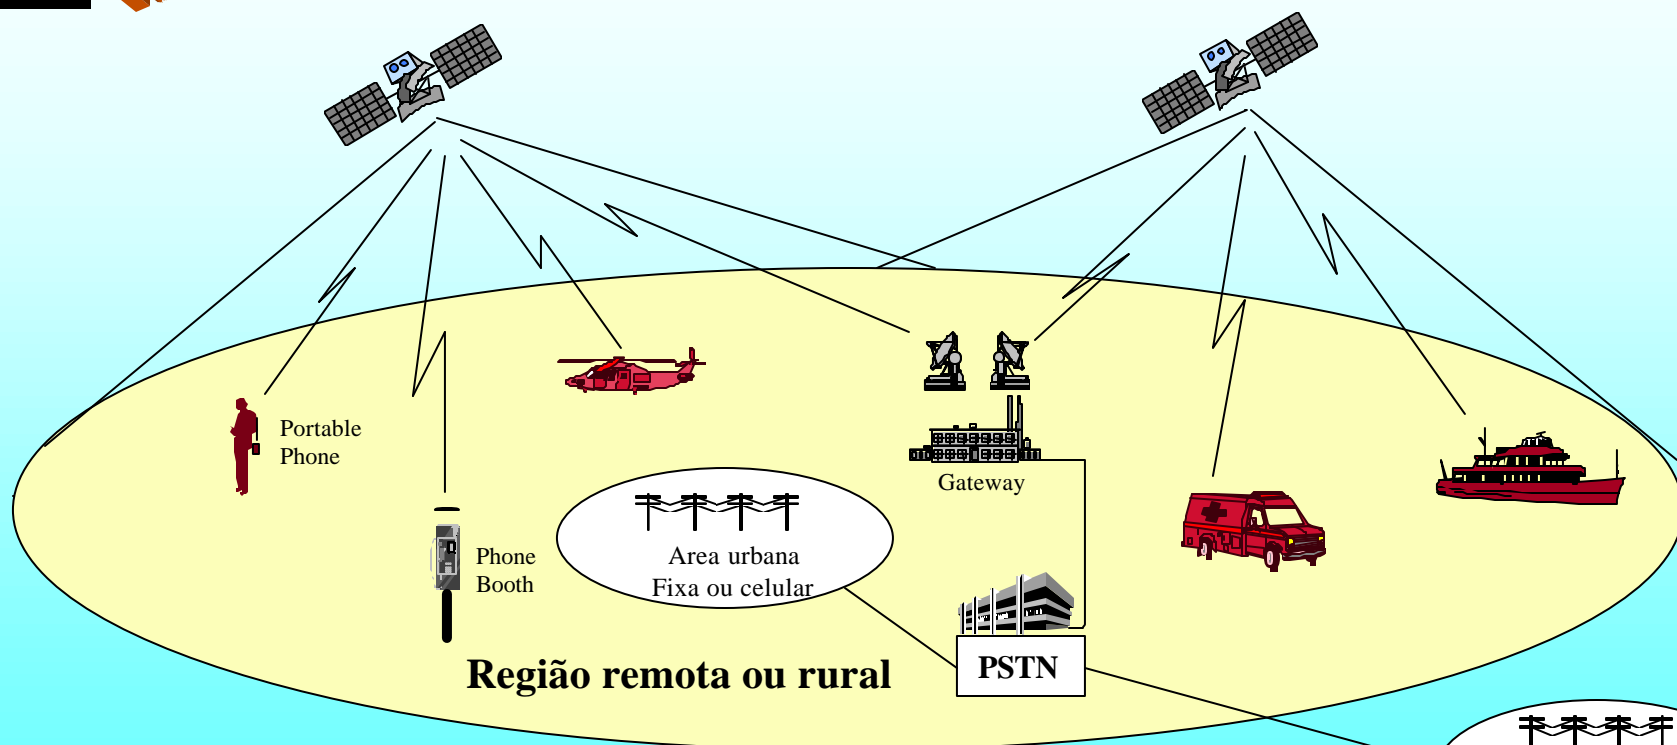 Portable
Phone
Gateway
Phone
Booth
Area urbana
Fixa ou celular
Região remota ou rural
PSTN